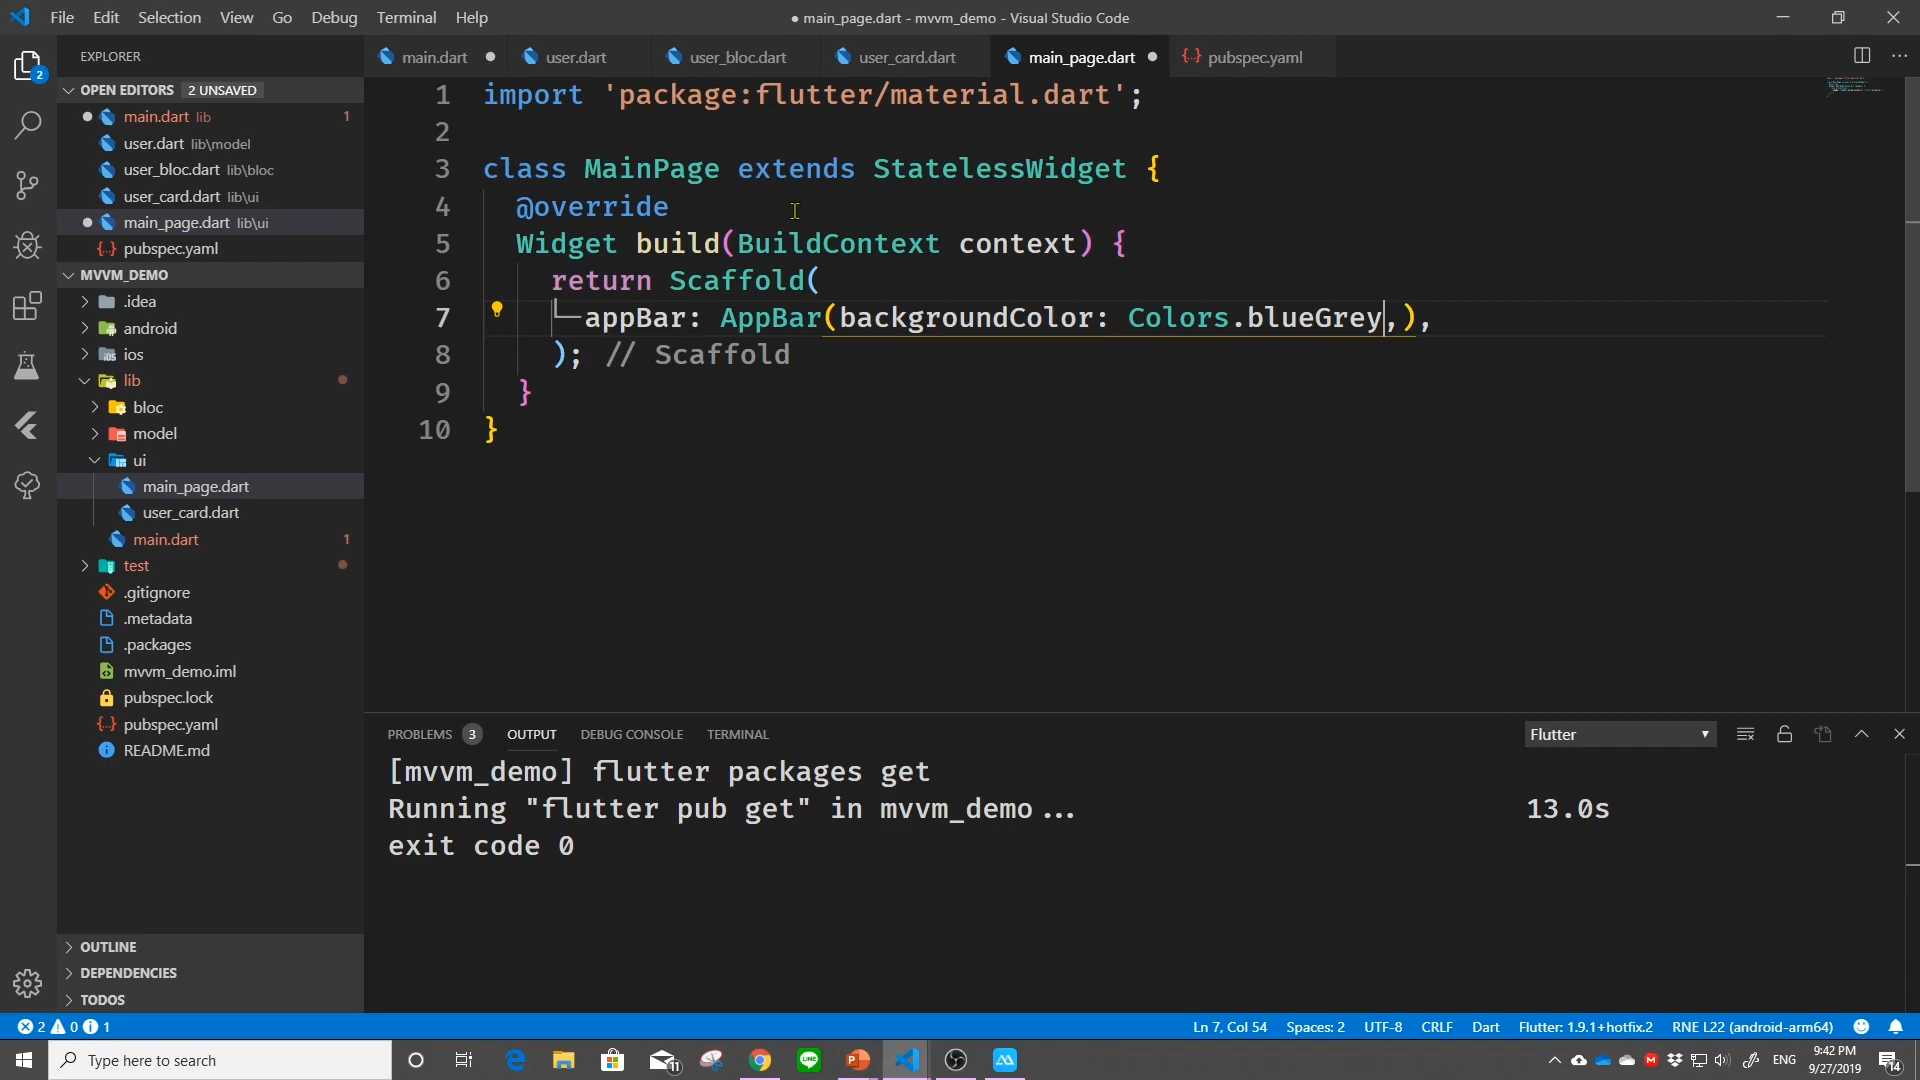 File Edit Selection View Go Debug Terminal Help
● main_page.dart - mvvm_demo - Visual Studio Code
EXPLORER
OPEN EDITORS 2 UNSAVED
main.dart lib 1
user.dart lib\model
user_bloc.dart lib\bloc
user_card.dart lib\ui
main_page.dart lib\ui
pubspec.yaml
MVVM_DEMO
.idea
android
ios
lib
bloc
model
ui
main_page.dart
user_card.dart
main.dart 1
test
.gitignore
.metadata
.packages
mvvm_demo.iml
pubspec.lock
pubspec.yaml
README.md
OUTLINE
DEPENDENCIES
TODOS
2
main.dart user.dart user_bloc.dart user_card.dart main_page.dart pubspec.yaml
1 import 'package:flutter/material.dart';
2
3 class MainPage extends StatelessWidget {
4 @override
5 Widget build(BuildContext context) {
6 return Scaffold(
7 appBar: AppBar(backgroundColor: Colors.blueGrey,),
8 ); // Scaffold
9 }
10 }
PROBLEMS 3 OUTPUT DEBUG CONSOLE TERMINAL
Flutter
[mvvm_demo] flutter packages get
Running "flutter pub get" in mvvm_demo... 13.0s
exit code 0
2 0 1
Ln 7, Col 54 Spaces: 2 UTF-8 CRLF Dart Flutter: 1.9.1+hotfix.2 RNE L22 (android-arm64)
Type here to search
11
LINE
ENG
9:42 PM
9/27/2019
14